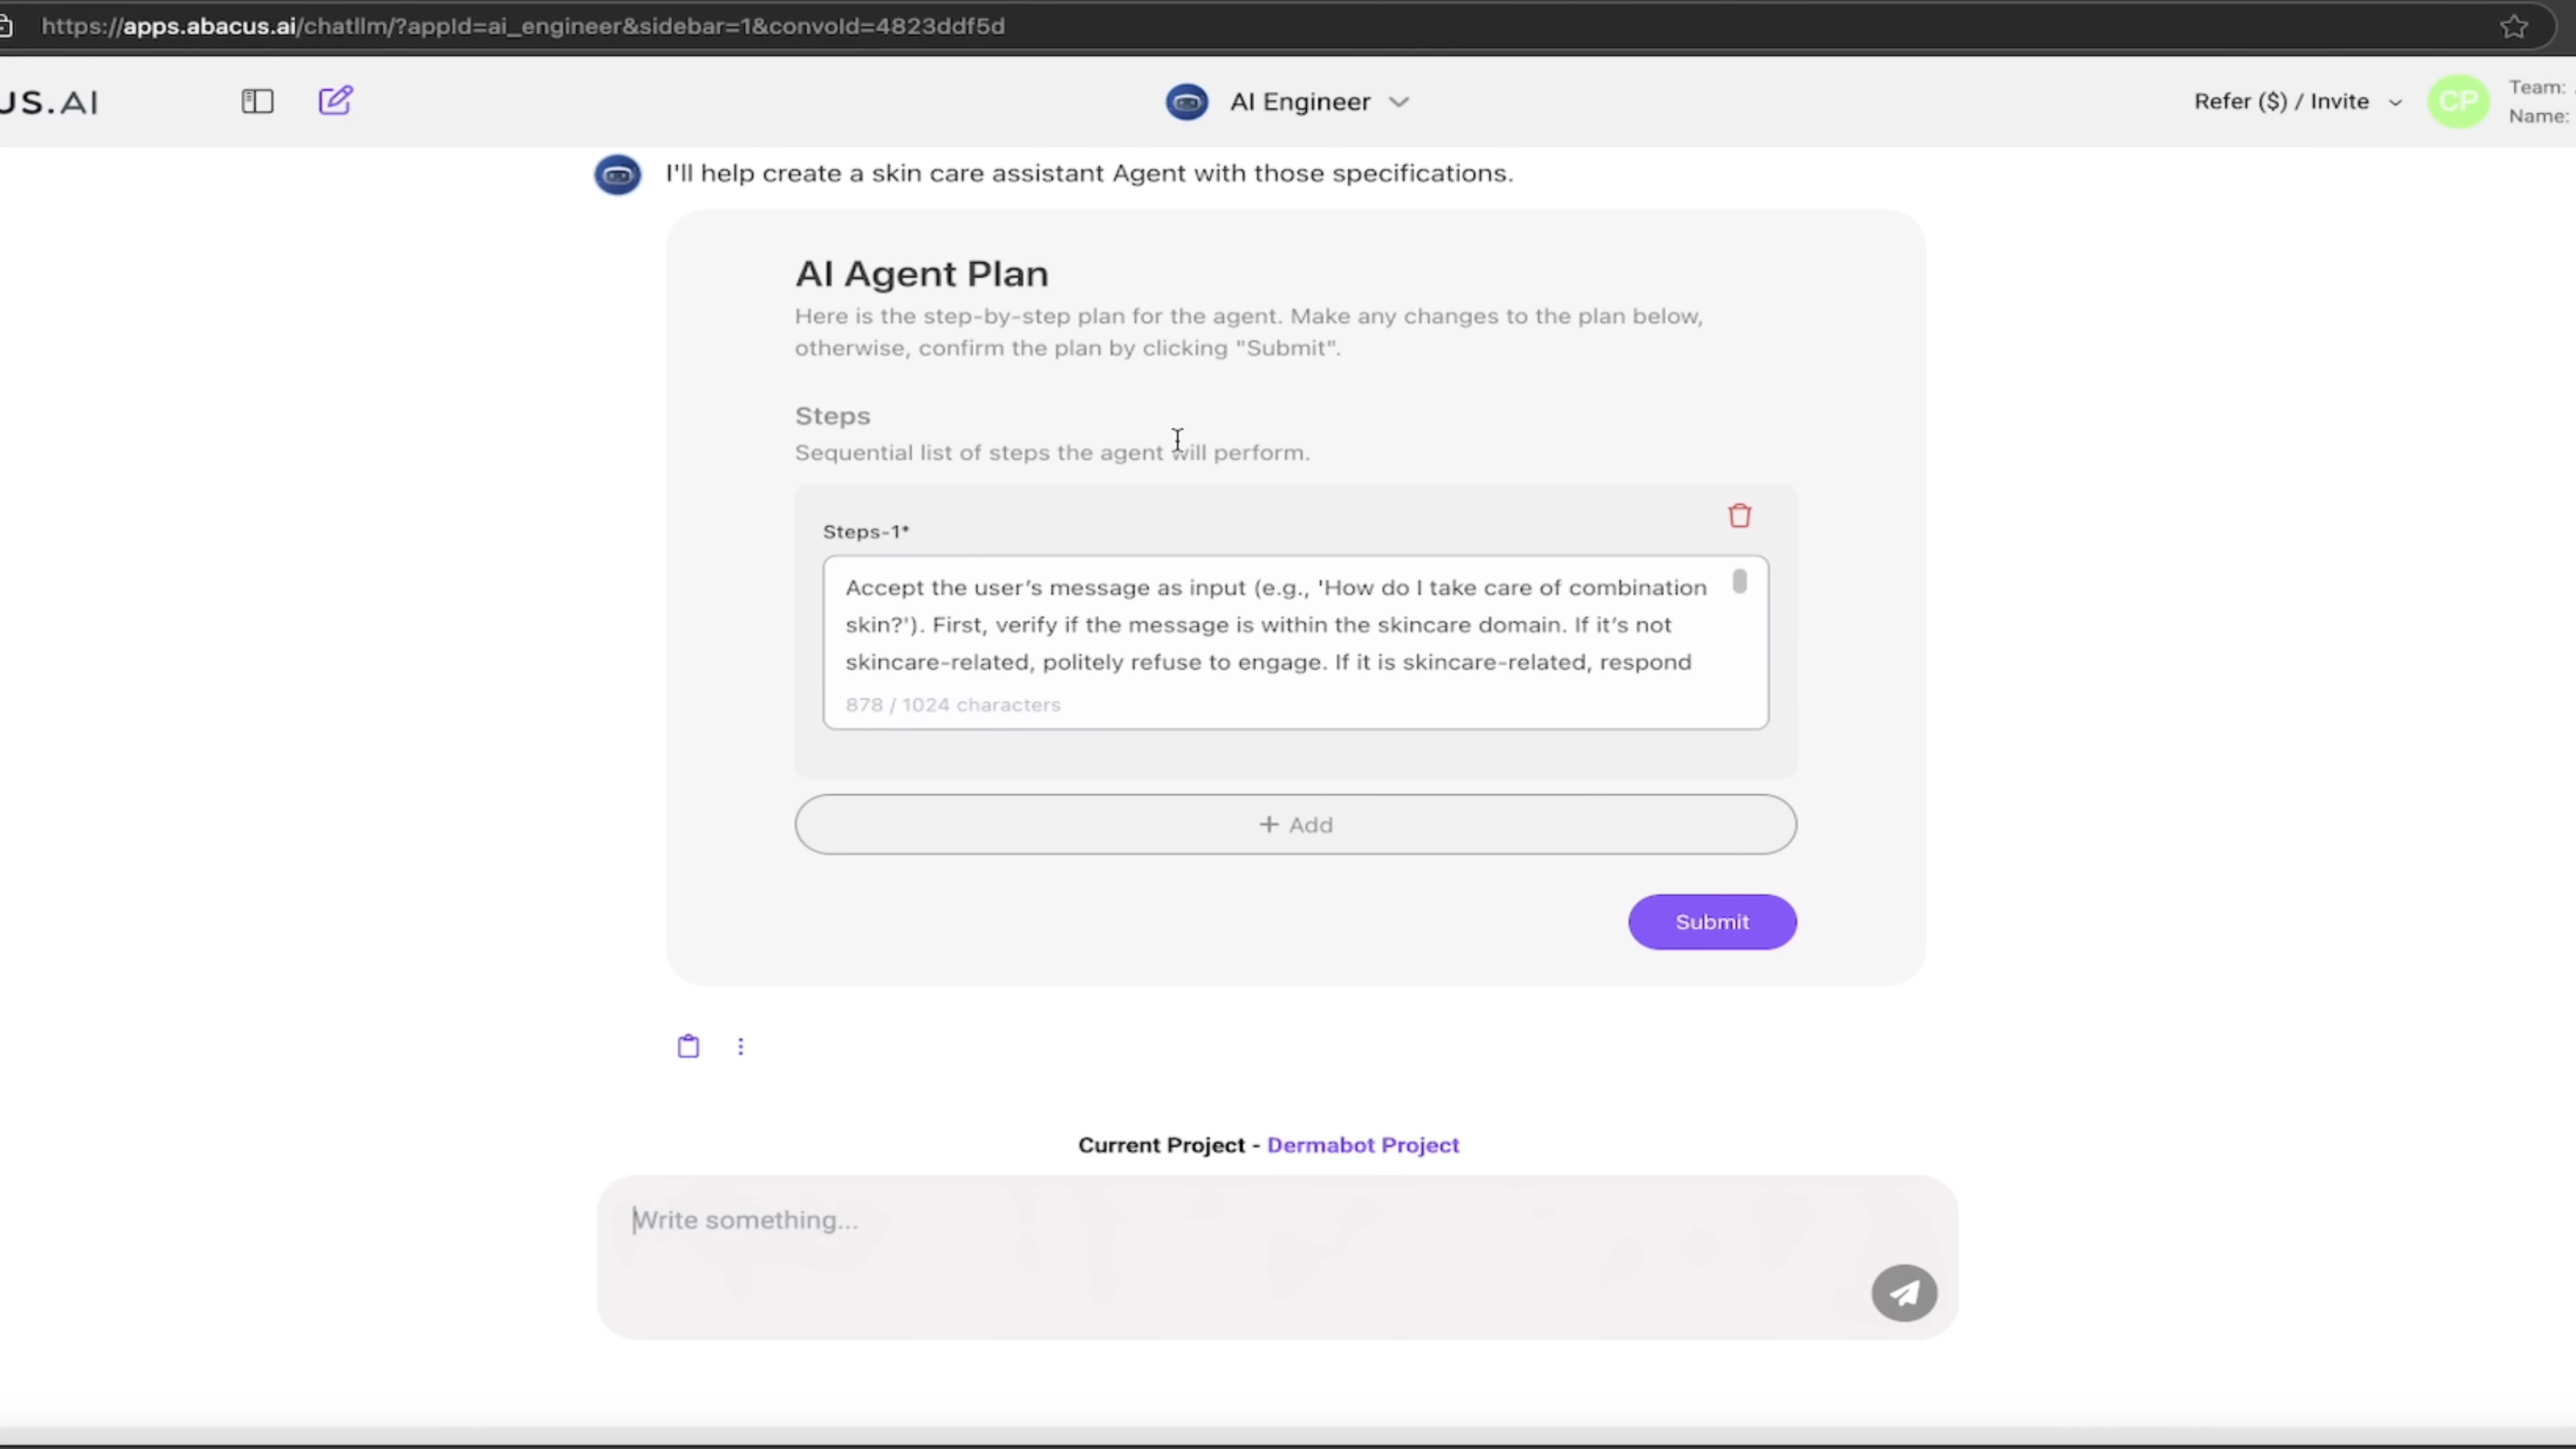 https://apps.abacus.ai/chatllm/?appId=ai_engineer&sidebar=1&convoId=4823ddf5d
US.AI
AI Engineer
Refer ($) / Invite
CP
Team:
Name:
I'll help create a skin care assistant Agent with those specifications.
AI Agent Plan
Here is the step-by-step plan for the agent. Make any changes to the plan below,
otherwise, confirm the plan by clicking "Submit".
Steps
Sequential list of steps the agent will perform.
Steps-1*
Accept the user’s message as input (e.g., 'How do I take care of combination
skin?'). First, verify if the message is within the skincare domain. If it’s not
skincare-related, politely refuse to engage. If it is skincare-related, respond
878 / 1024 characters
+ Add
Submit
Current Project - Dermabot Project
Write something...